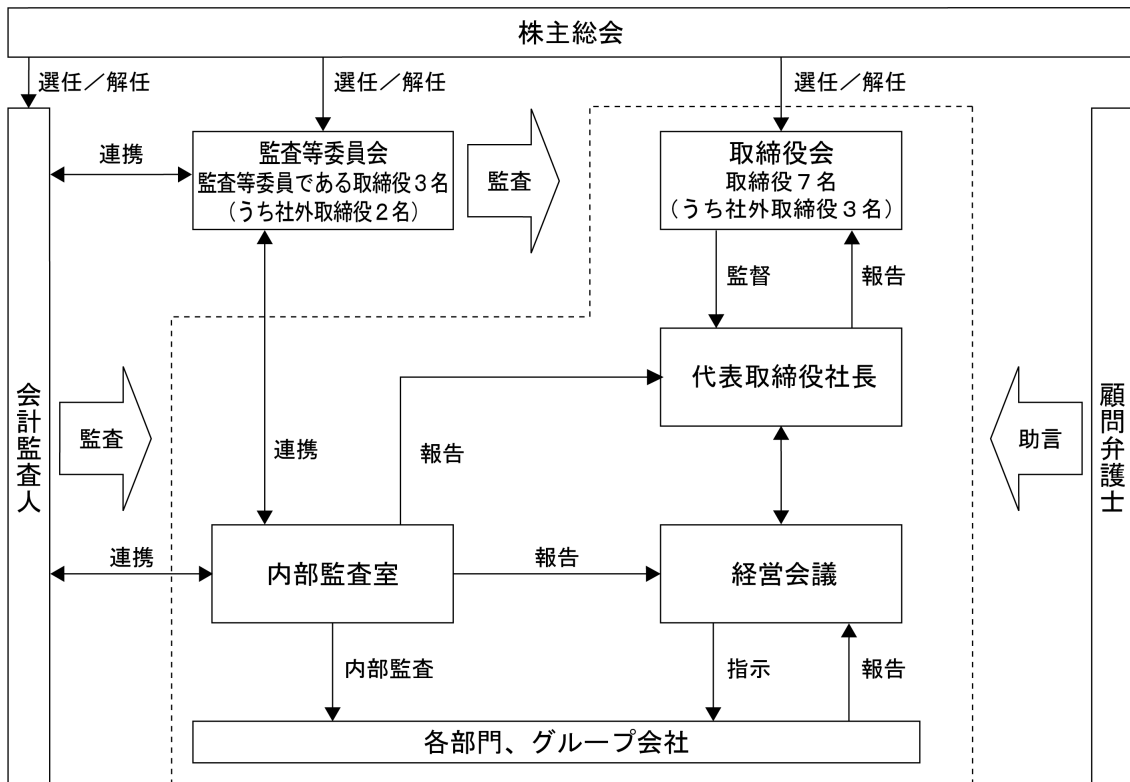 株主総会
選任／解任
選任／解任
選任／解任
連携
監査等委員会
監査等委員である取締役３名
（うち社外取締役２名）
監査
取締役会
取締役７名
（うち社外取締役３名）
監督
報告
代表取締役社長
会計監査人
監査
連携
報告
助言
顧問弁護士
連携
内部監査室
報告
経営会議
内部監査
指示
報告
各部門、グループ会社